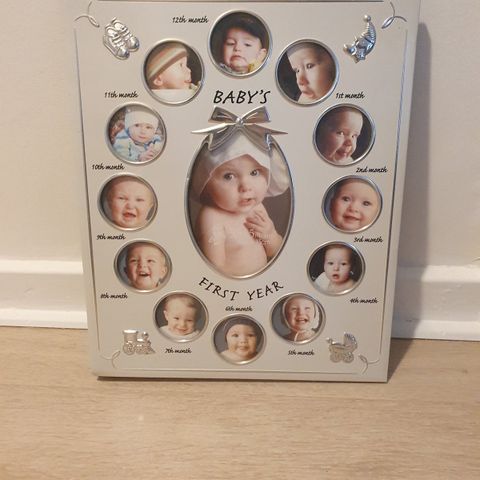 12th month
BABY'S
11th month
1st month
10th month
2nd month
9th month
3rd month
FIRST YEAR
8th month
4th month
6th month
7th month
5th month